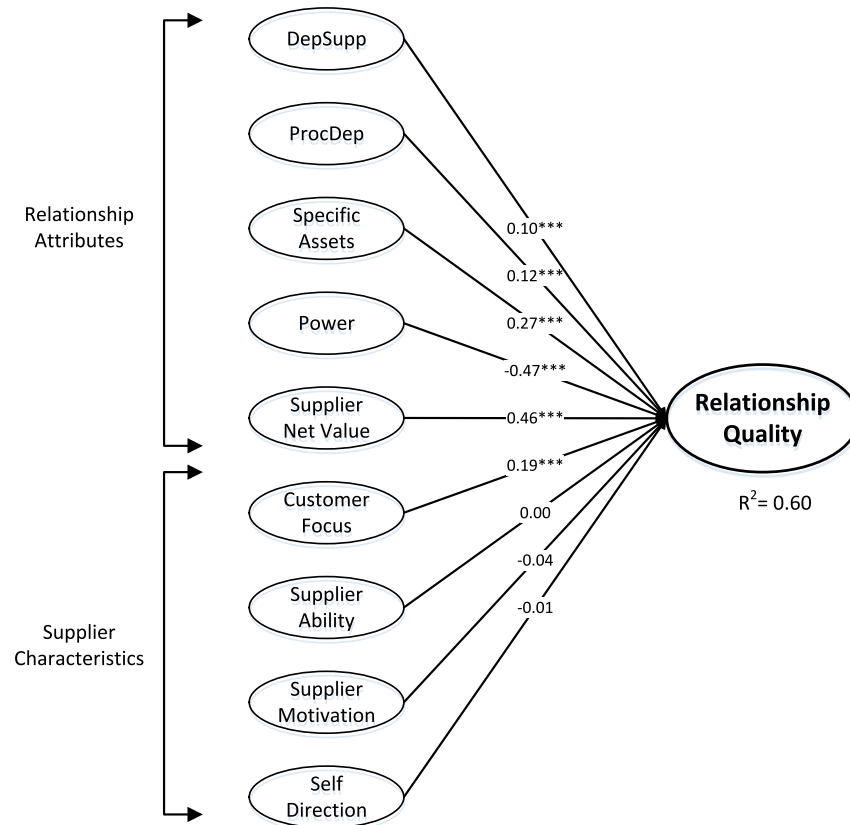 DepSupp
ProcDep
Relationship
Attributes
Specific
Assets
Power
Supplier
Net Value
Customer
Focus
Supplier
Ability
Supplier
Characteristics
Supplier
Motivation
Self
Direction
0.10***
0.12***
0.27***
-0.47***
0.46***
0.19***
0.00
-0.04
-0.01
Relationship
Quality
R²= 0.60